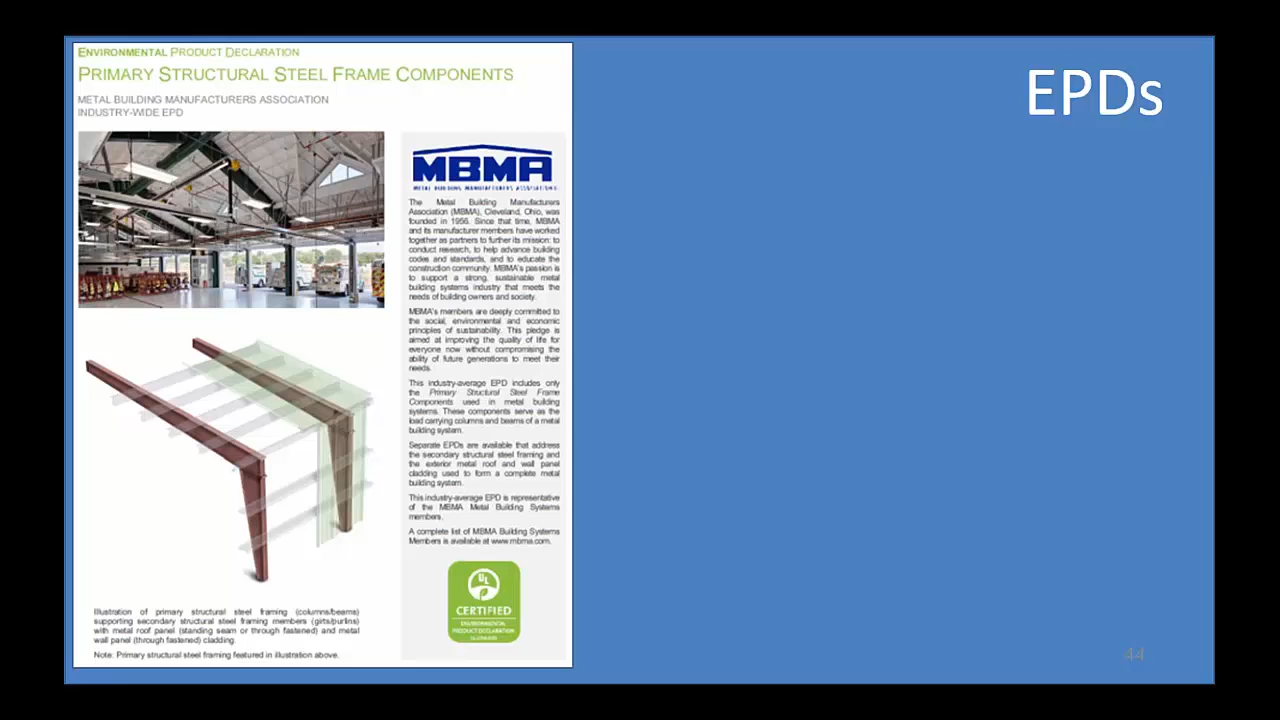 ENVIRONMENTAL PRODUCT DECLARATION
PRIMARY STRUCTURAL STEEL FRAME COMPONENTS
METAL BUILDING MANUFACTURERS ASSOCIATION
INDUSTRY-WIDE EPD
EPDs
MBMA
METAL BUILDING MANUFACTURERS ASSOCIATION
The Metal Building Manufacturers
Association (MBMA), Cleveland, Ohio, was
founded in 1956. Since that time, MBMA
and its manufacturer members have worked
together as partners to further its mission: to
conduct research, to help advance building
codes and standards, and to educate the
construction community. MBMA's passion is
to support a strong, sustainable metal
building systems industry that meets the
needs of building owners and society.
MBMA's members are deeply committed to
the social, environmental and economic
principles of sustainability. This pledge is
aimed at improving the quality of life for
everyone now without compromising the
ability of future generations to meet their
needs.
This industry-average EPD includes only
the Primary Structural Steel Frame
Components used in metal building
systems. These components serve as the
load carrying columns and beams of a metal
building system.
Separate EPDs are available that address
the secondary structural steel framing and
the exterior metal roof and wall panel
cladding used to form a complete metal
building system.
This industry-average EPD is representative
of the MBMA Metal Building Systems
members.
A complete list of MBMA Building Systems
Members is available at www.mbma.com.
UL
CERTIFIED
ENVIRONMENTAL
PRODUCT DECLARATION
Illustration of primary structural steel framing (columns/beams)
supporting secondary structural steel framing members (girts/purlins)
with metal roof panel (standing seam or through fastened) and metal
wall panel (through fastened) cladding.
Note: Primary structural steel framing featured in illustration above.
44